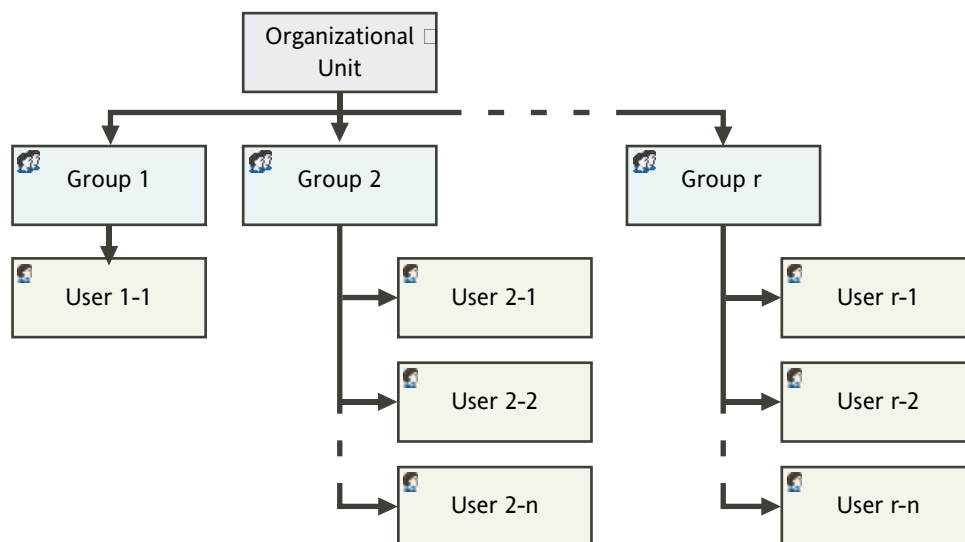 Organizational
Unit
Group 1
Group 2
Group r
User 1-1
User 2-1
User r-1
User 2-2
User r-2
User 2-n
User r-n